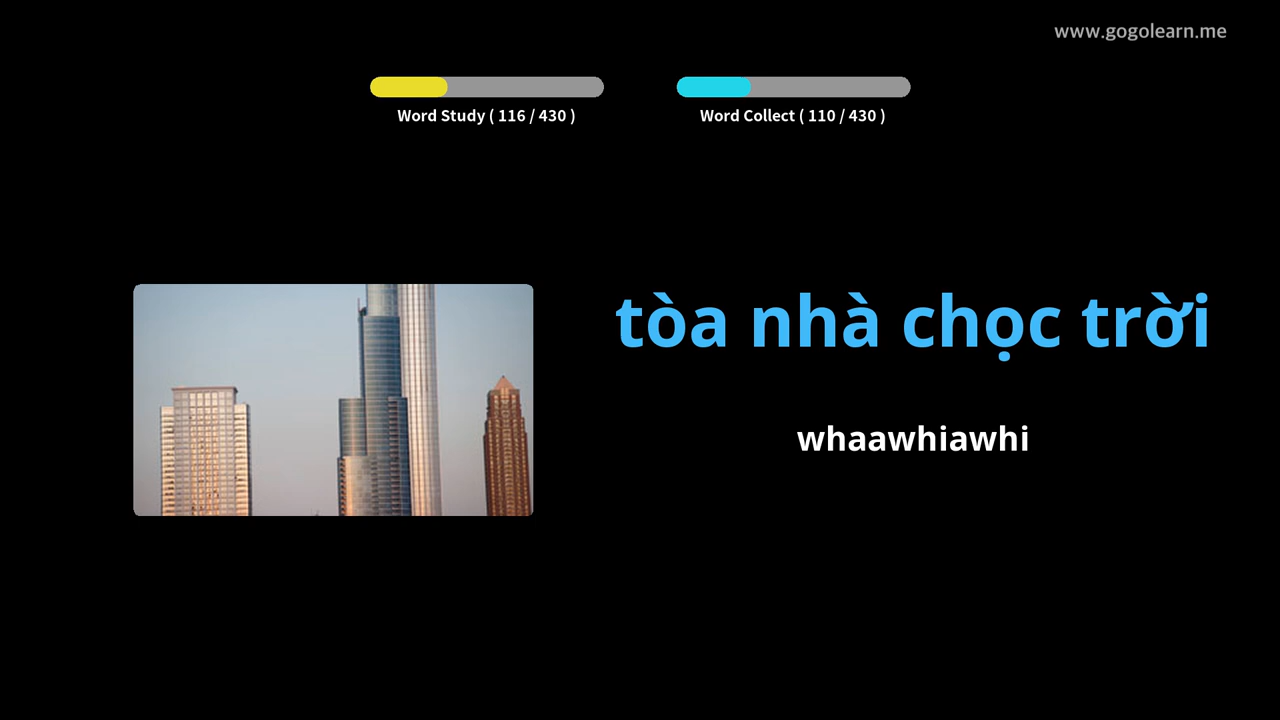 www.gogolearn.me
Word Study ( 116 / 430 )
Word Collect ( 110 / 430 )
tòa nhà chọc trời
whaawhiawhi